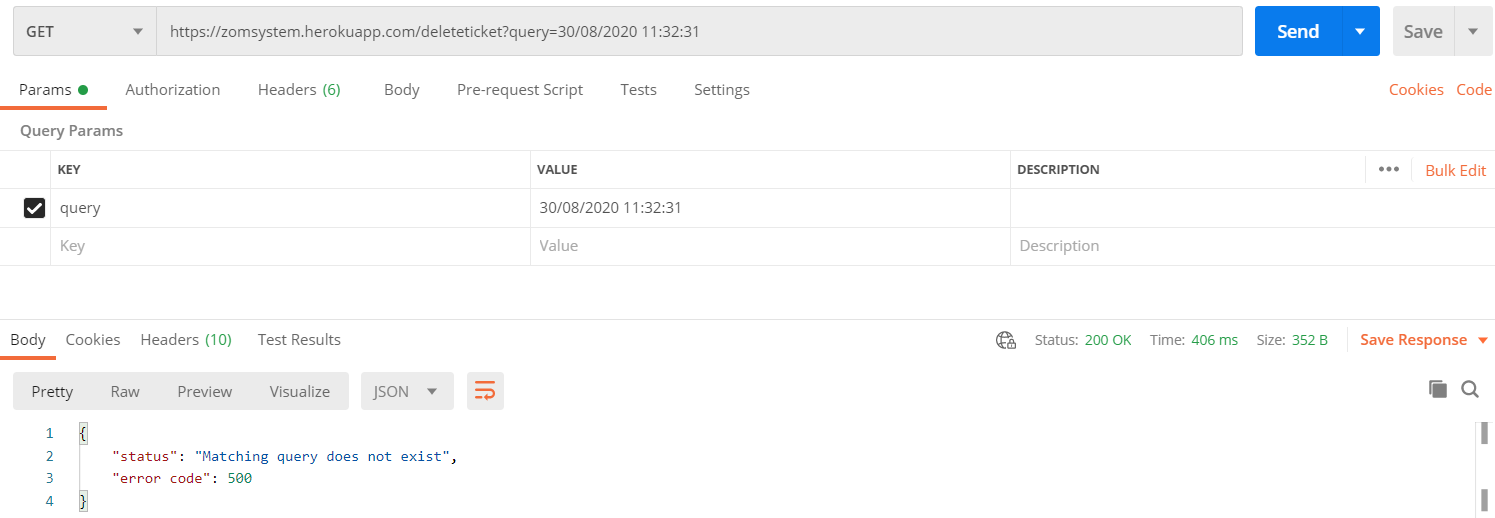 GET https://zomsystem.herokuapp.com/deleteticket?query=30/08/2020 11:32:31 Send Save
Params Authorization Headers (6) Body Pre-request Script Tests Settings Cookies Code
Query Params
KEY VALUE DESCRIPTION ••• Bulk Edit
query 30/08/2020 11:32:31
Key Value Description
Body Cookies Headers (10) Test Results Status: 200 OK Time: 406 ms Size: 352 B Save Response
Pretty Raw Preview Visualize JSON
1 {
2 "status": "Matching query does not exist",
3 "error code": 500
4 }